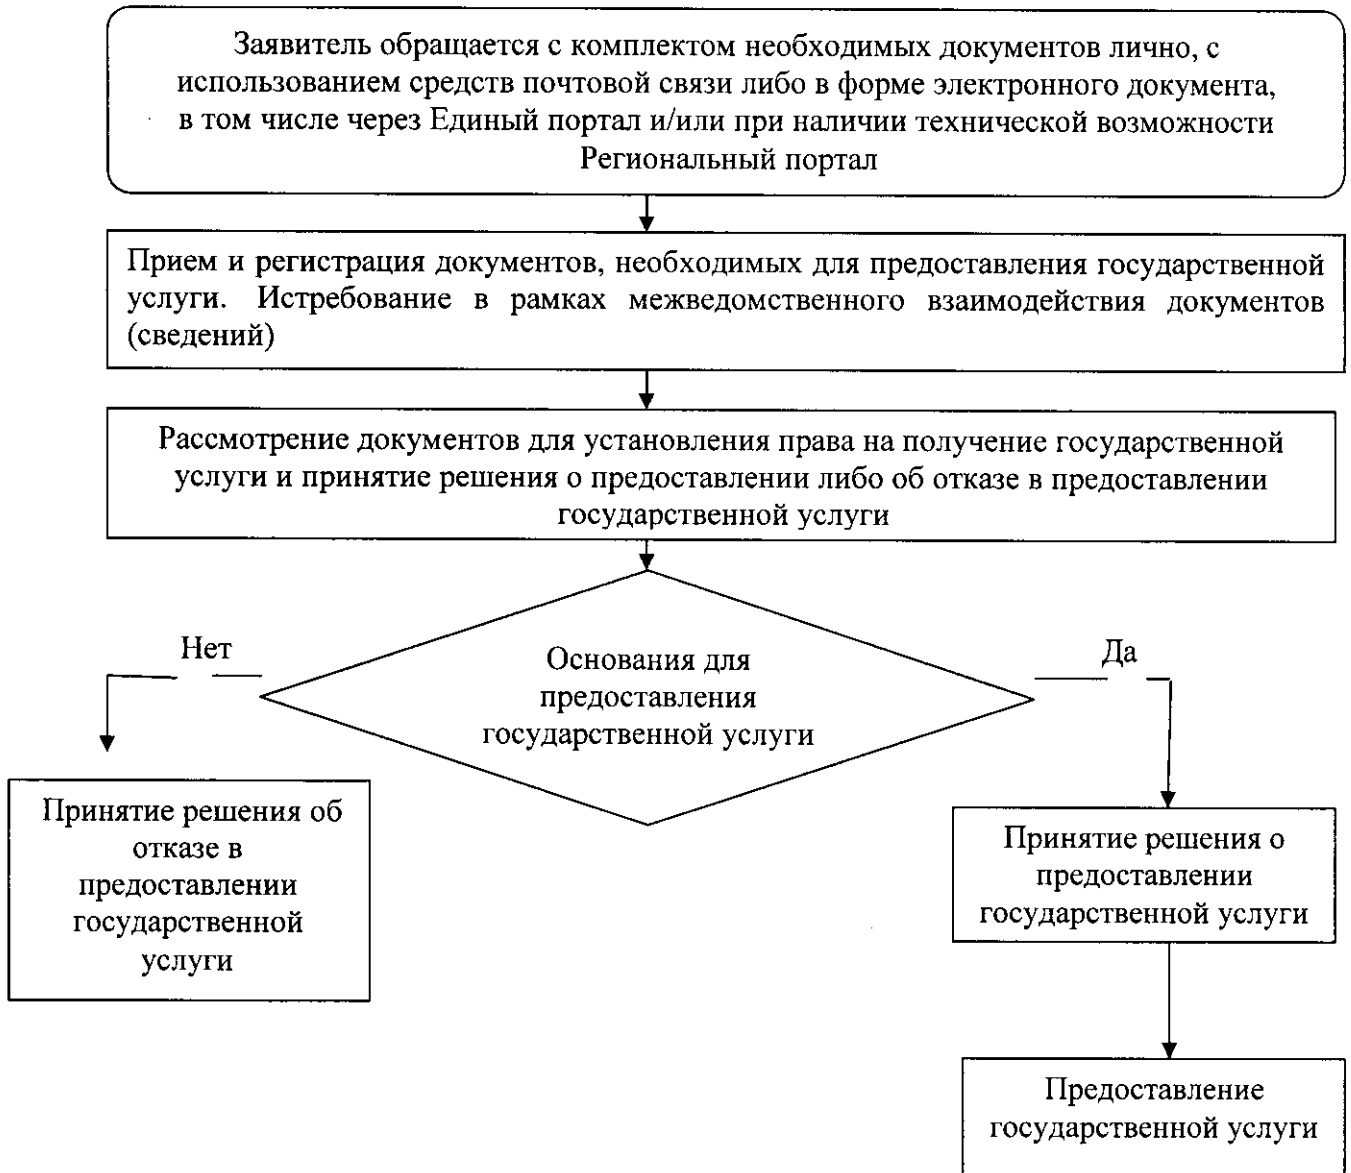 Заявитель обращается с комплектом необходимых документов лично, с
использованием средств почтовой связи либо в форме электронного документа,
в том числе через Единый портал и/или при наличии технической возможности
Региональный портал
Прием и регистрация документов, необходимых для предоставления государственной
услуги. Истребование в рамках межведомственного взаимодействия документов
(сведений)
Рассмотрение документов для установления права на получение государственной
услуги и принятие решения о предоставлении либо об отказе в предоставлении
государственной услуги
Нет
Основания для
предоставления
государственной услуги
Да
Принятие решения об
отказе в
предоставлении
государственной
услуги
Принятие решения о
предоставлении
государственной услуги
Предоставление
государственной услуги